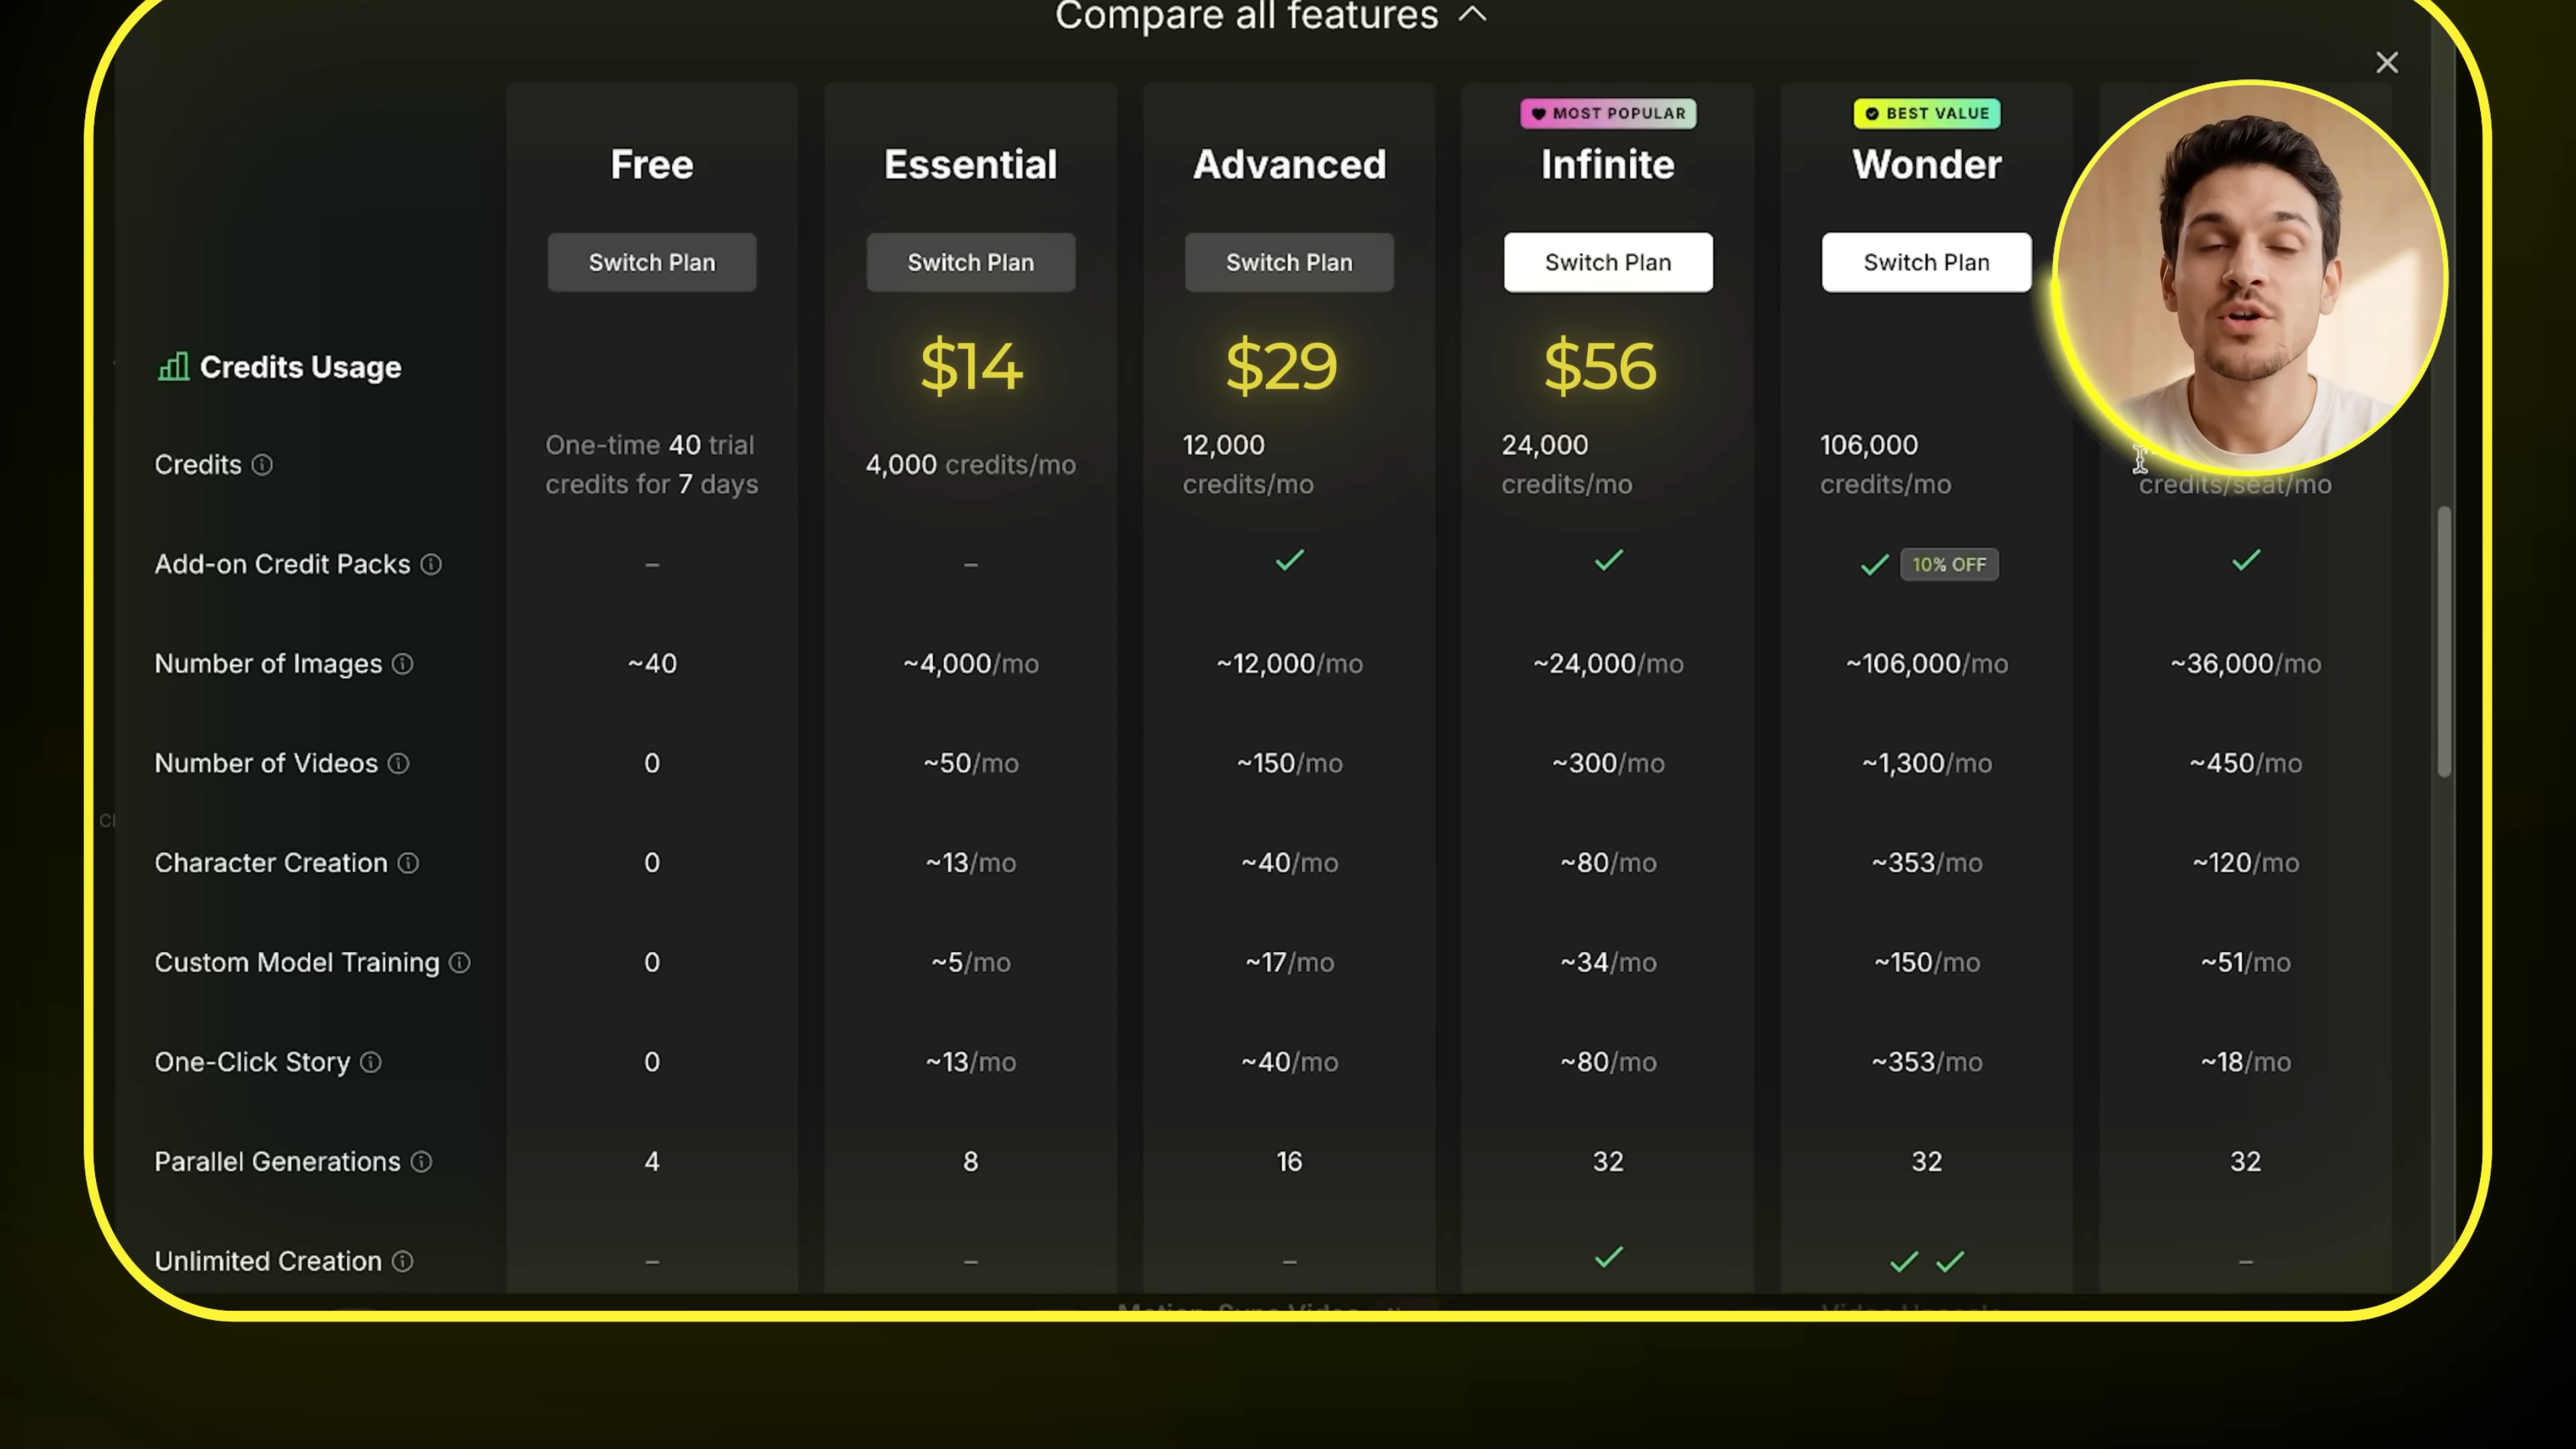 Compare all features
MOST POPULAR
BEST VALUE
Free
Essential
Advanced
Infinite
Wonder
Switch Plan
Switch Plan
Switch Plan
Switch Plan
Switch Plan
Credits Usage
$14
$29
$56
Credits
One-time 40 trial
credits for 7 days
4,000 credits/mo
12,000
credits/mo
24,000
credits/mo
106,000
credits/mo
credits/seat/mo
Add-on Credit Packs
–
–
10% OFF
Number of Images
~40
~4,000/mo
~12,000/mo
~24,000/mo
~106,000/mo
~36,000/mo
Number of Videos
0
~50/mo
~150/mo
~300/mo
~1,300/mo
~450/mo
Character Creation
0
~13/mo
~40/mo
~80/mo
~353/mo
~120/mo
Custom Model Training
0
~5/mo
~17/mo
~34/mo
~150/mo
~51/mo
One-Click Story
0
~13/mo
~40/mo
~80/mo
~353/mo
~18/mo
Parallel Generations
4
8
16
32
32
32
Unlimited Creation
–
–
–
–